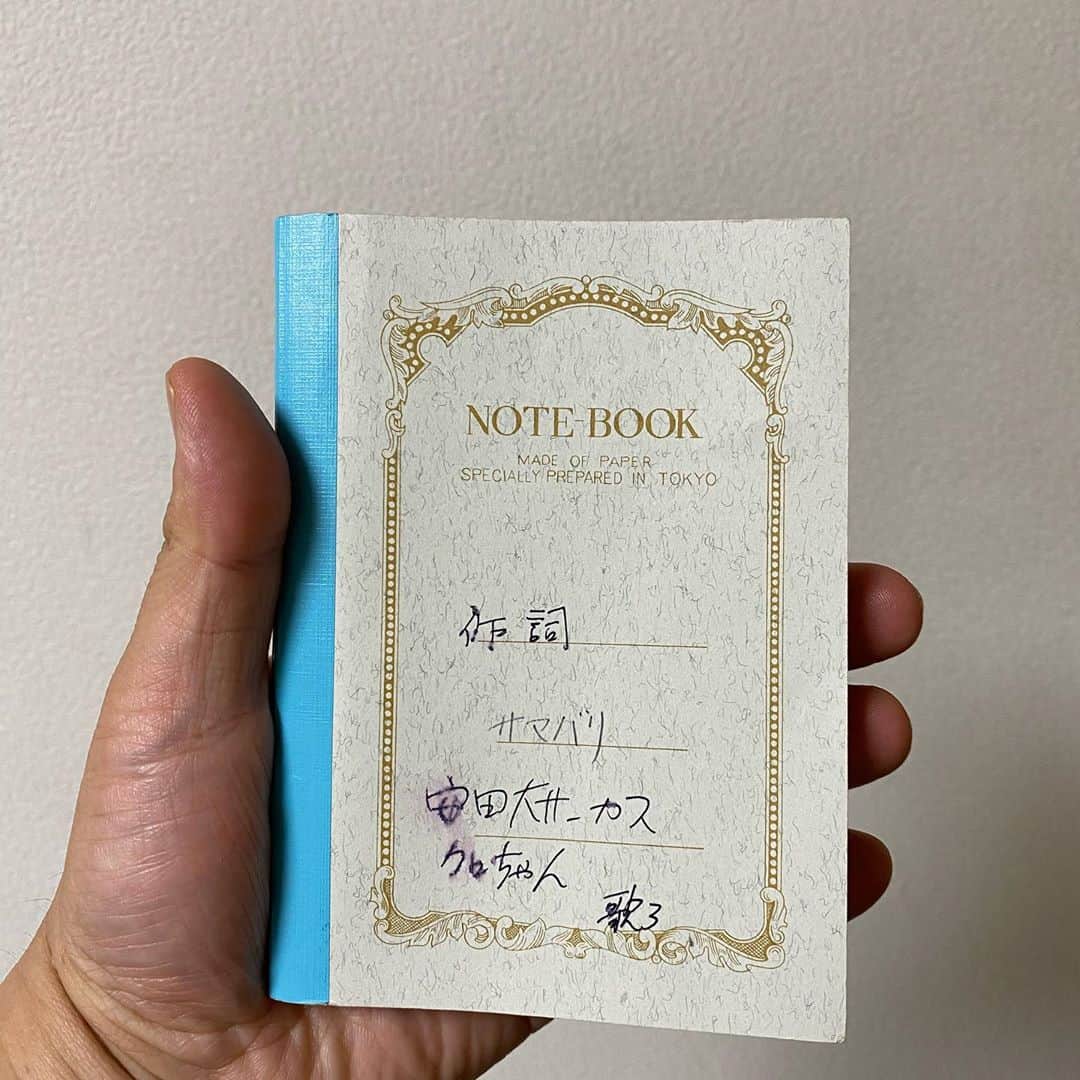 NOTE-BOOK
MADE OF PAPER
SPECIALLY PREPARED IN TOKYO
作詞
サマバリ
安田大サーカス
クロちゃん
歌3